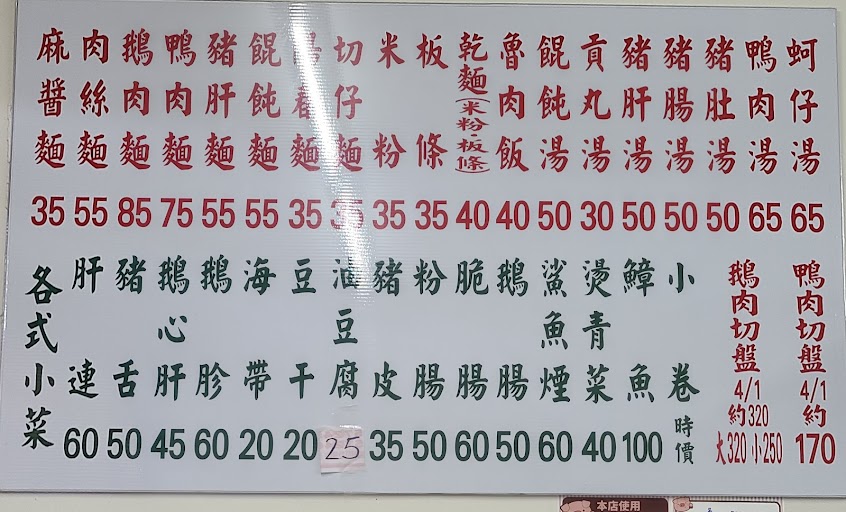 麻醬麵 35
肉絲麵 55
鵝肉麵 85
鴨肉麵 75
豬肝麵 55
餛飩麵 55
麵 35
切仔麵 35
米粉 35
板條 35
乾麵(米粉·板條) 40
魯肉飯 40
餛飩湯 50
貢丸湯 30
豬肝湯 50
豬腸湯 50
豬肚湯 50
鴨肉湯 65
蚵仔湯 65
各式小菜
肝連 60
豬舌 50
鵝心肝 45
鵝胗 60
海帶 20
豆干 20
油豆腐 25
豬皮 35
粉腸 50
脆腸 60
鵝腸 50
鯊魚煙 60
燙青菜 40
鱆魚 100
小卷 時價
鵝肉切盤 4/1 約320 大320 小250
鴨肉切盤 4/1 約 170
本店使用